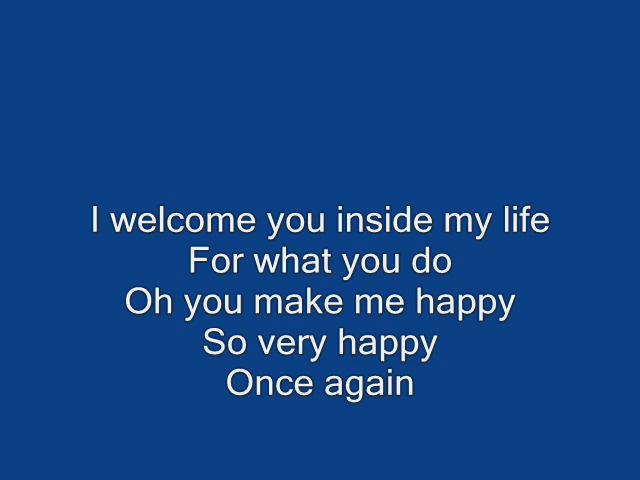 I welcome you inside my life
For what you do
Oh you make me happy
So very happy
Once again